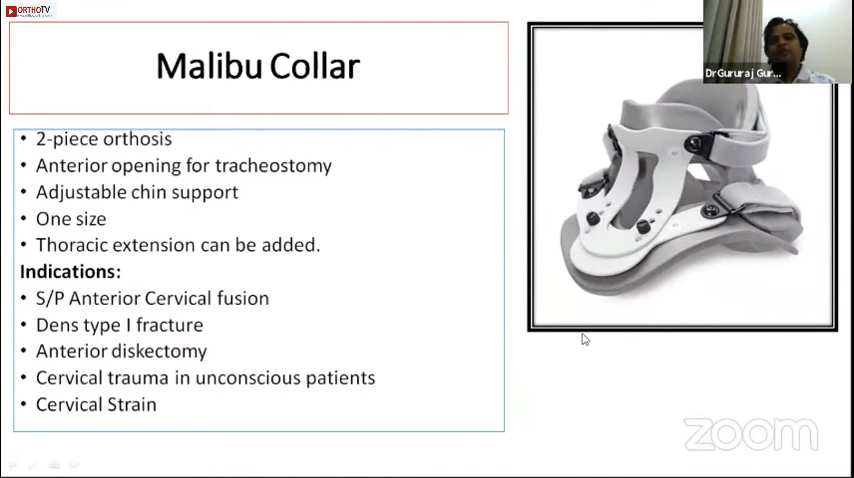 ORTHOTV
Dr Gururaj Gur...
Malibu Collar
• 2-piece orthosis
• Anterior opening for tracheostomy
• Adjustable chin support
• One size
• Thoracic extension can be added.
Indications:
• S/P Anterior Cervical fusion
• Dens type I fracture
• Anterior diskectomy
• Cervical trauma in unconscious patients
• Cervical Strain
zoom